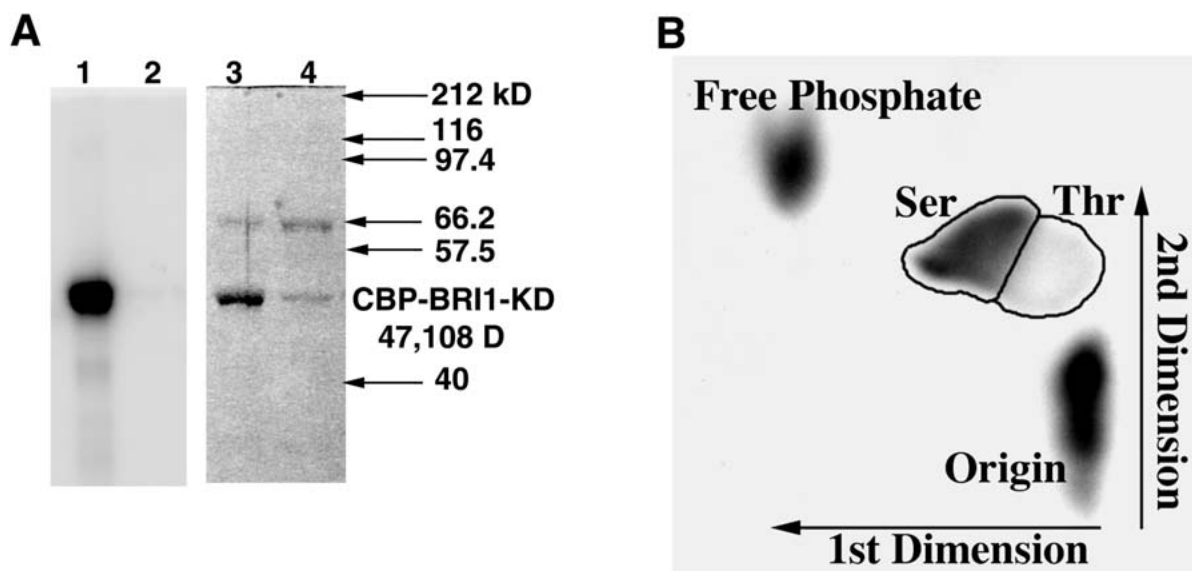 A
1 2 3 4
212 kD
116
97.4
66.2
57.5
CBP-BRI1-KD
47,108 D
40
B
Free Phosphate
Ser Thr
Origin
1st Dimension
2nd Dimension